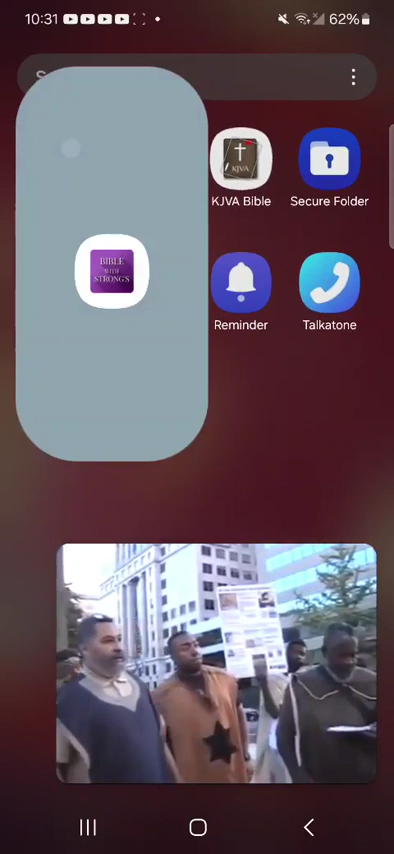 10:31
62%
S
BIBLE
WITH
STRONG'S
KJVA
KJVA Bible
Secure Folder
Reminder
Talkatone